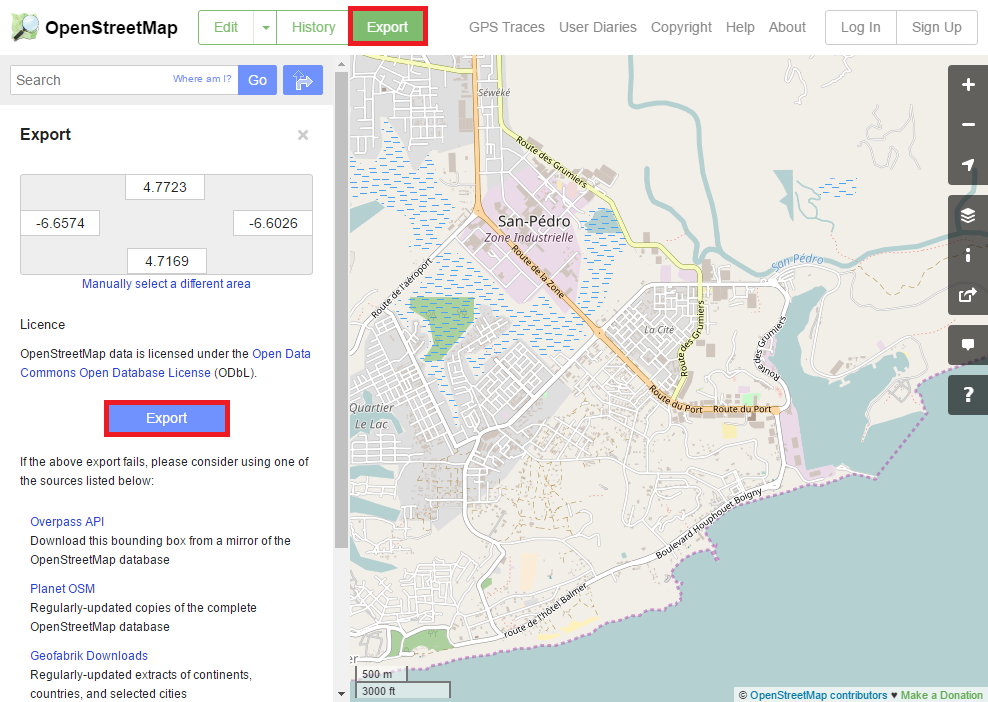 OpenStreetMap
Edit
History
Export
GPS Traces
User Diaries
Copyright
Help
About
Log In
Sign Up
Search
Where am I?
Go
Export
×
4.7723
-6.6574
-6.6026
4.7169
Manually select a different area
Licence
OpenStreetMap data is licensed under the Open Data
Commons Open Database License (ODbL).
Export
If the above export fails, please consider using one of
the sources listed below:
Overpass API
Download this bounding box from a mirror of the
OpenStreetMap database
Planet OSM
Regularly-updated copies of the complete
OpenStreetMap database
Geofabrik Downloads
Regularly-updated extracts of continents,
countries, and selected cities
Séwéké
Route des Grumiers
San-Pédro
Zone Industrielle
Route de la Zone
Route de l'aéroport
San Pédro
La Cité
Route des Grumiers
Route des Grumiers
Quartier
Le Lac
Route du Port
Route du Port
Boulevard Houphouet Boigny
route de l'hôtel Balmer
er
500 m
3000 ft
+
−
i
?
© OpenStreetMap contributors ♥ Make a Donation